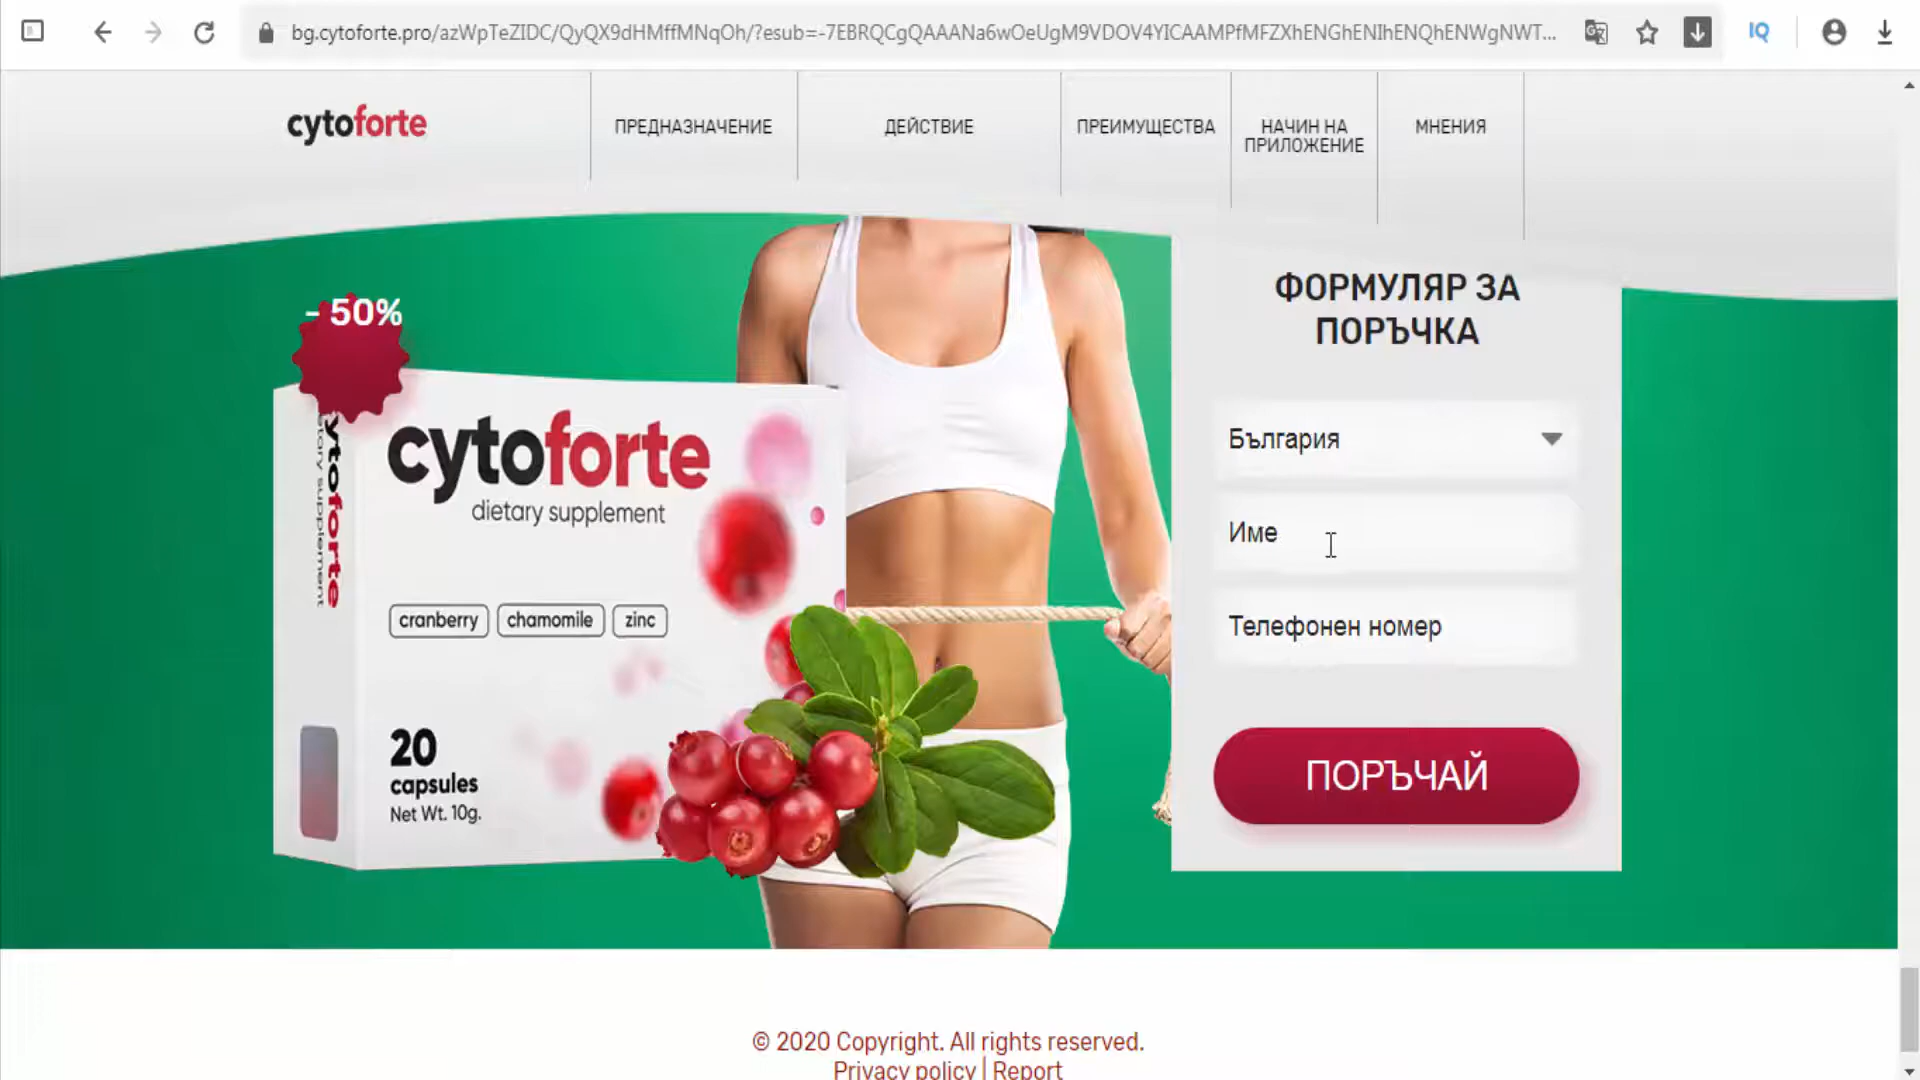 bg.cytoforte.pro/azWpTeZIDC/QyQX9dHMffMNqOh/?esub=-7EBRQCgQAAANa6wOeUgM9VDOV4YICAAMPfMFZXhENGhENIhENQhENWgNWT...
IQ
cytoforte
ПРЕДНАЗНАЧЕНИЕ
ДЕЙСТВИЕ
ПРЕИМУЩЕСТВА
НАЧИН НА
ПРИЛОЖЕНИЕ
МНЕНИЯ
- 50%
cytoforte
dietary supplement
cranberry chamomile zinc
20
capsules
Net Wt. 10g.
ФОРМУЛЯР ЗА
ПОРЪЧКА
България
Име
Телефонен номер
ПОРЪЧАЙ
© 2020 Copyright. All rights reserved.
Privacy policy | Report